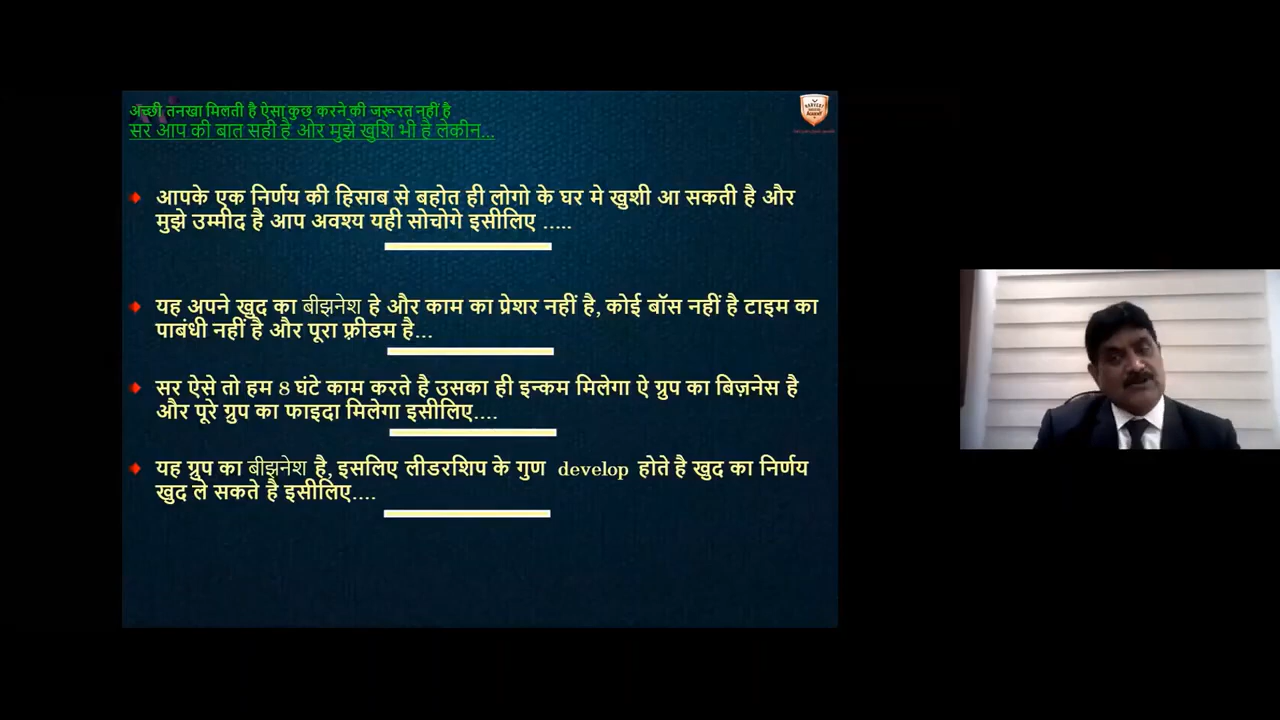 अच्छी तनखा मिलती है ऐसा कुछ करने की जरूरत नहीं है
सर आप की बात सही है ओर मुझे खुशि भी है लेकीन...
आपके एक निर्णय की हिसाब से बहोत ही लोगो के घर मे खुशी आ सकती है और
मुझे उम्मीद है आप अवश्य यही सोचोगे इसीलिए .....
यह अपने खुद का बीझनेश हे और काम का प्रेशर नहीं है, कोई बॉस नहीं है टाइम का
पाबंधी नहीं है और पूरा फ़्रीडम है...
सर ऐसे तो हम 8 घंटे काम करते है उसका ही इन्कम मिलेगा ऐ ग्रुप का बिज़नेस है
और पूरे ग्रुप का फाइदा मिलेगा इसीलिए....
यह ग्रुप का बीझनेश है, इसलिए लीडरशिप के गुण develop होते है खुद का निर्णय
खुद ले सकते है इसीलिए....